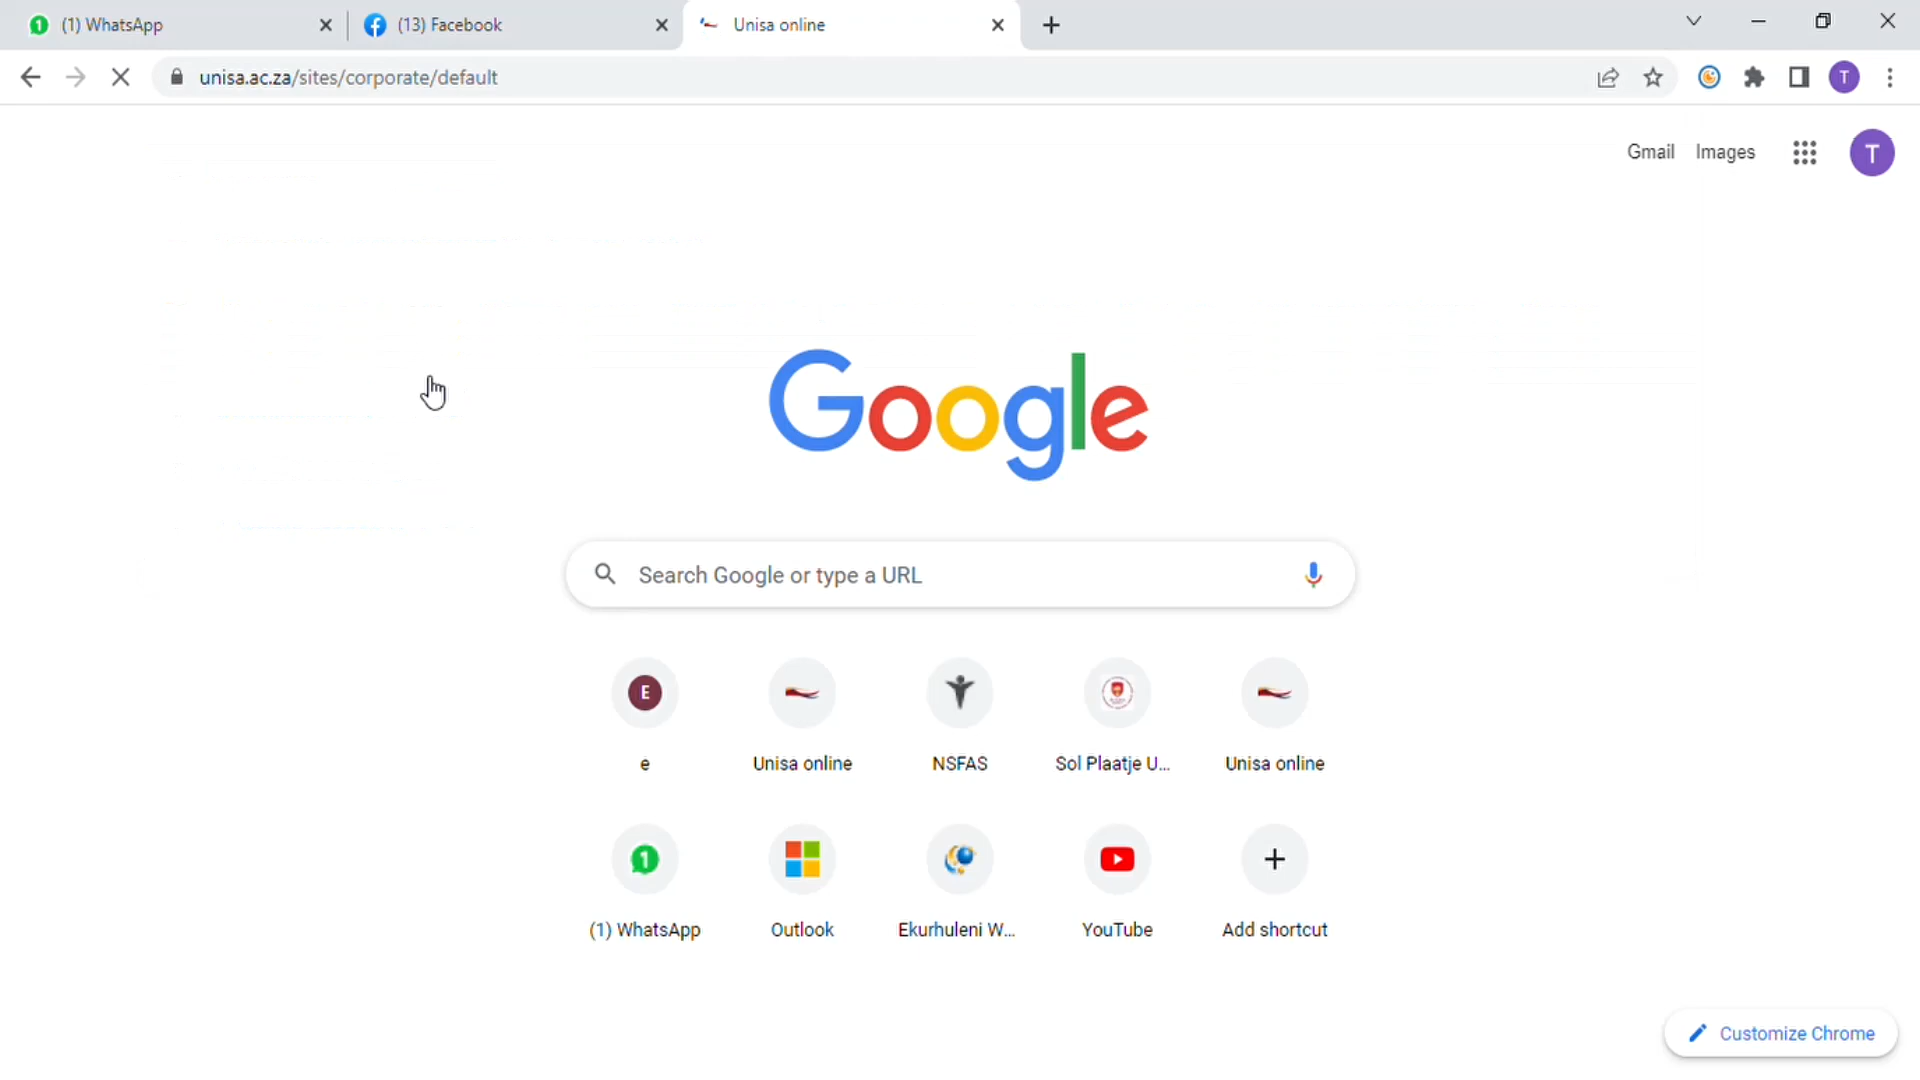 (1) WhatsApp
(13) Facebook
Unisa online
unisa.ac.za/sites/corporate/default
T
Gmail
Images
T
Google
Search Google or type a URL
E
e
Unisa online
NSFAS
Sol Plaatje U...
Unisa online
1
(1) WhatsApp
Outlook
Ekurhuleni W...
YouTube
Add shortcut
Customize Chrome